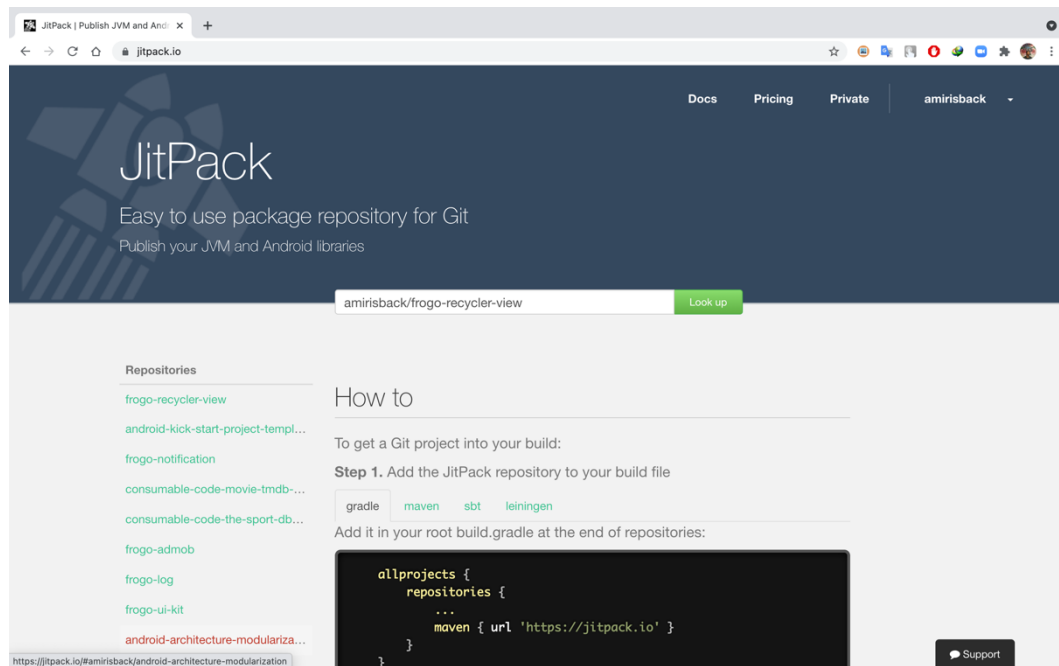 JitPack | Publish JVM and And
jitpack.io
Docs Pricing Private amirisback
JitPack
Easy to use package repository for Git
Publish your JVM and Android libraries
amirisback/frogo-recycler-view Look up
Repositories
frogo-recycler-view
android-kick-start-project-templ...
frogo-notification
consumable-code-movie-tmdb-...
consumable-code-the-sport-db...
frogo-admob
frogo-log
frogo-ui-kit
android-architecture-modulariza...
How to
To get a Git project into your build:
Step 1. Add the JitPack repository to your build file
gradle maven sbt leiningen
Add it in your root build.gradle at the end of repositories:
allprojects {
repositories {
...
maven { url 'https://jitpack.io' }
}
}
Support
https://jitpack.io/#amirisback/android-architecture-modularization